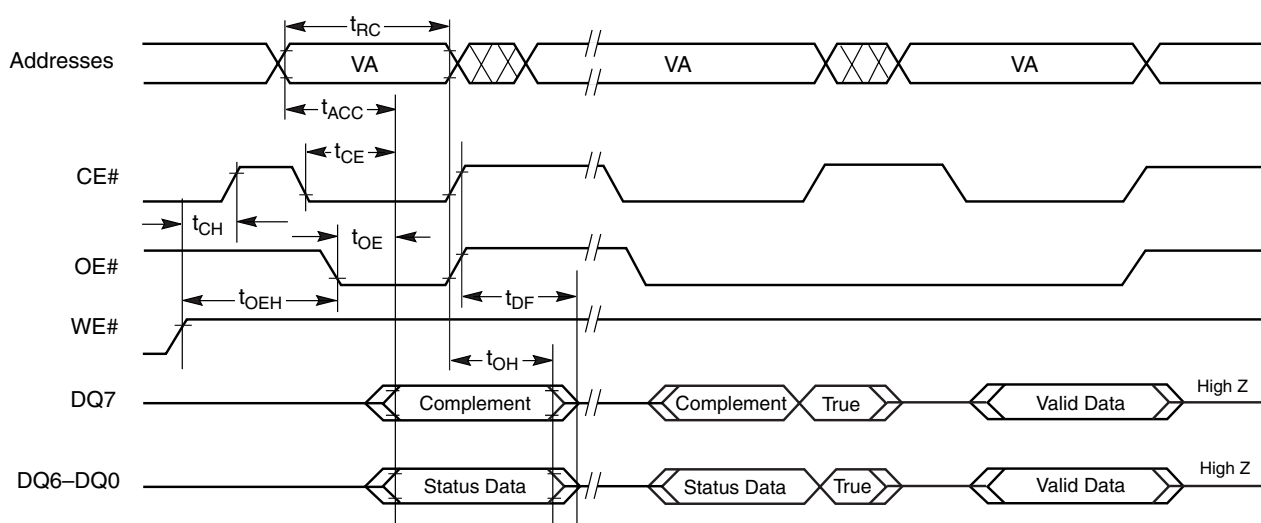 tRC
Addresses VA VA VA
tACC
tCE
CE#
tCH tOE
OE#
tOEH tDF
WE#
tOH
DQ7 Complement Complement True Valid Data High Z
DQ6–DQ0 Status Data Status Data True Valid Data High Z